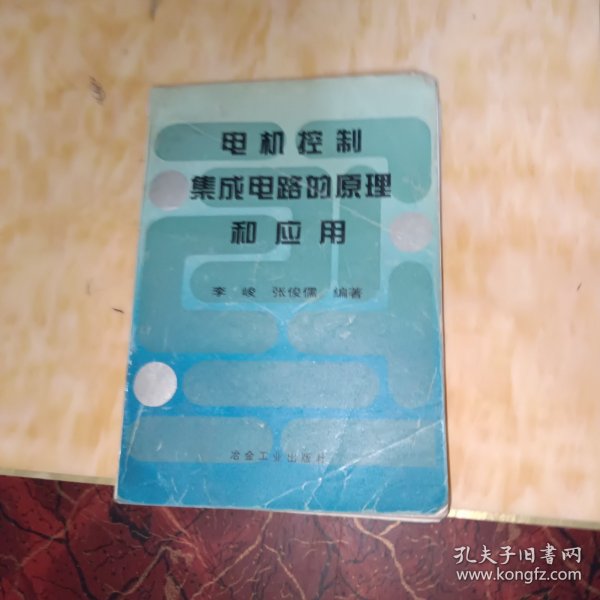 电机控制
集成电路的原理
和应用
李峻 张俊儒 编著
冶金工业出版社
孔夫子旧书网
www.kongfz.com